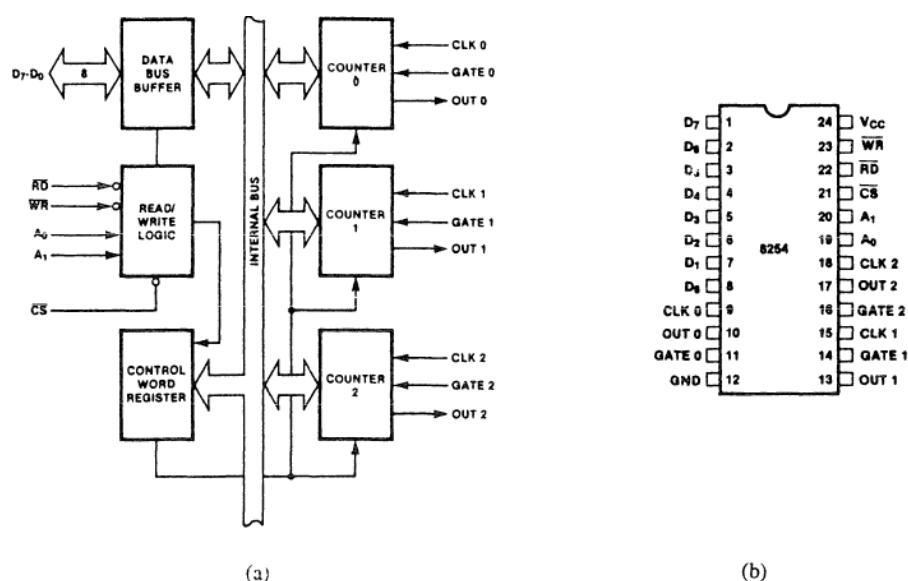 D7-D0
8
DATA
BUS
BUFFER
COUNTER
0
CLK 0
GATE 0
OUT 0
RD
WR
A0
A1
CS
READ/
WRITE
LOGIC
INTERNAL BUS
COUNTER
1
CLK 1
GATE 1
OUT 1
CONTROL
WORD
REGISTER
COUNTER
2
CLK 2
GATE 2
OUT 2
(a)
D7 1 24 VCC
D6 2 23 WR
D5 3 22 RD
D4 4 21 CS
D3 5 20 A1
D2 6 8254 19 A0
D1 7 18 CLK 2
D0 8 17 OUT 2
CLK 0 9 16 GATE 2
OUT 0 10 15 CLK 1
GATE 0 11 14 GATE 1
GND 12 13 OUT 1
(b)